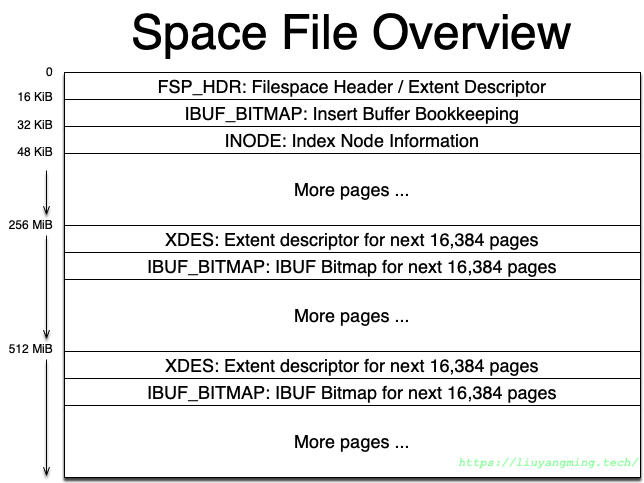 Space File Overview
0
FSP_HDR: Filespace Header / Extent Descriptor
16 KiB
IBUF_BITMAP: Insert Buffer Bookkeeping
32 KiB
INODE: Index Node Information
48 KiB
More pages ...
256 MiB
XDES: Extent descriptor for next 16,384 pages
IBUF_BITMAP: IBUF Bitmap for next 16,384 pages
More pages ...
512 MiB
XDES: Extent descriptor for next 16,384 pages
IBUF_BITMAP: IBUF Bitmap for next 16,384 pages
More pages ...
https://liuyangming.tech/